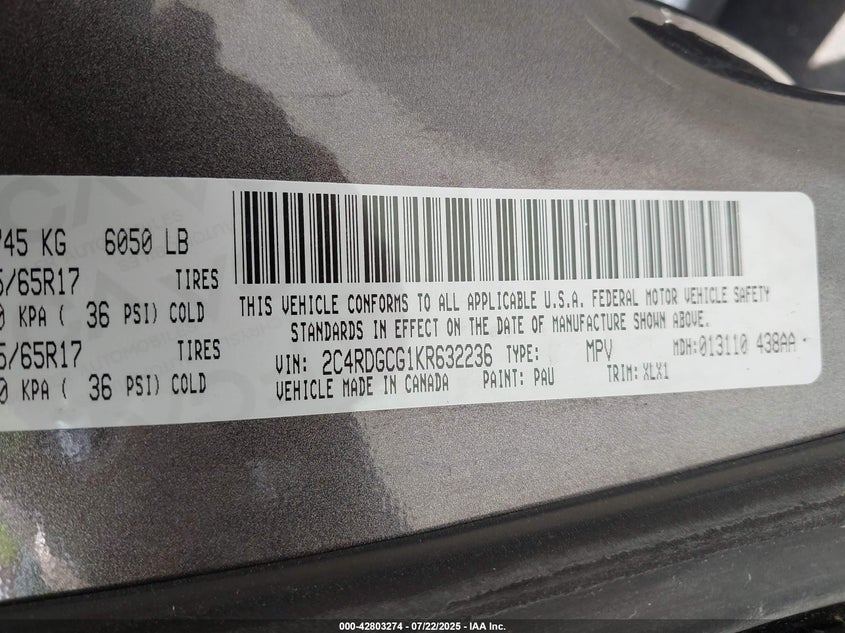 745 KG 6050 LB
5/65R17 TIRES
0 KPA ( 36 PSI) COLD
5/65R17 TIRES
0 KPA ( 36 PSI) COLD
THIS VEHICLE CONFORMS TO ALL APPLICABLE U.S.A. FEDERAL MOTOR VEHICLE SAFETY
STANDARDS IN EFFECT ON THE DATE OF MANUFACTURE SHOWN ABOVE.
VIN: 2C4RDGCG1KR632236 TYPE: MPV MDH:013110 438AA
VEHICLE MADE IN CANADA PAINT: PAU TRIM: XLX1
000-42803274 - 07/22/2025 - IAA Inc.